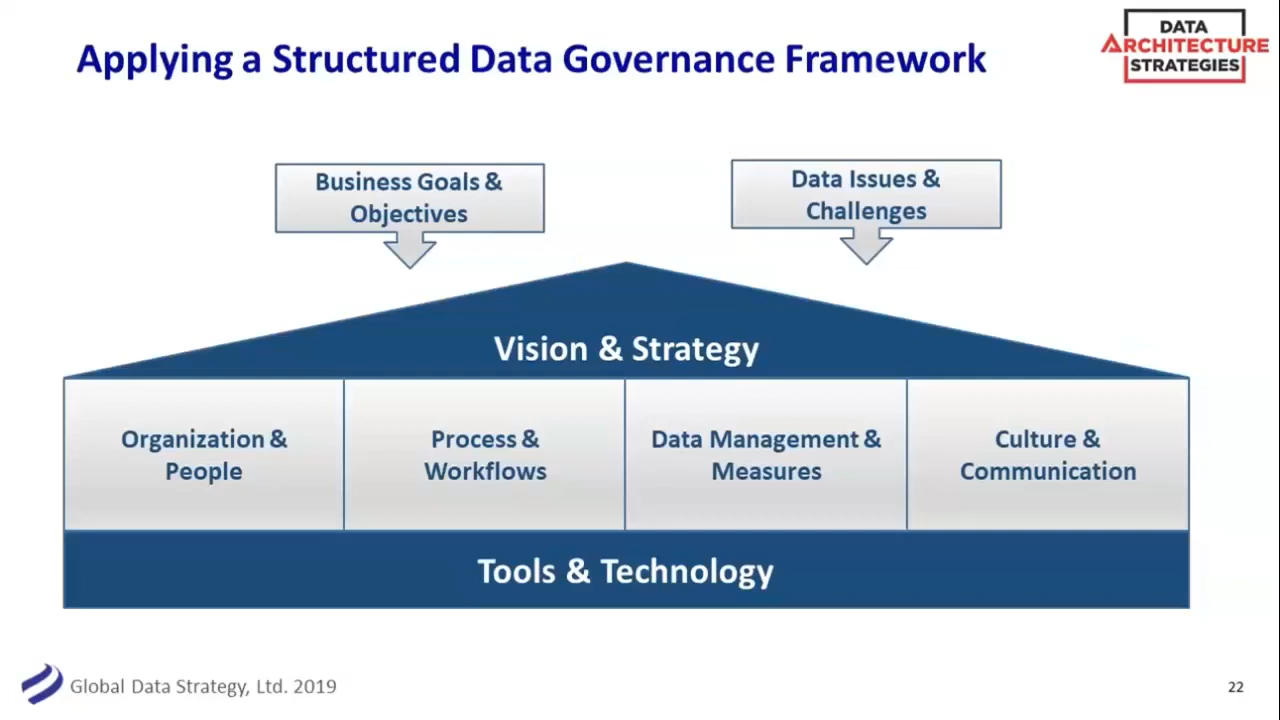 Applying a Structured Data Governance Framework
DATA
ARCHITECTURE
STRATEGIES
Business Goals &
Objectives
Data Issues &
Challenges
Vision & Strategy
Organization &
People
Process &
Workflows
Data Management &
Measures
Culture &
Communication
Tools & Technology
Global Data Strategy, Ltd. 2019
22